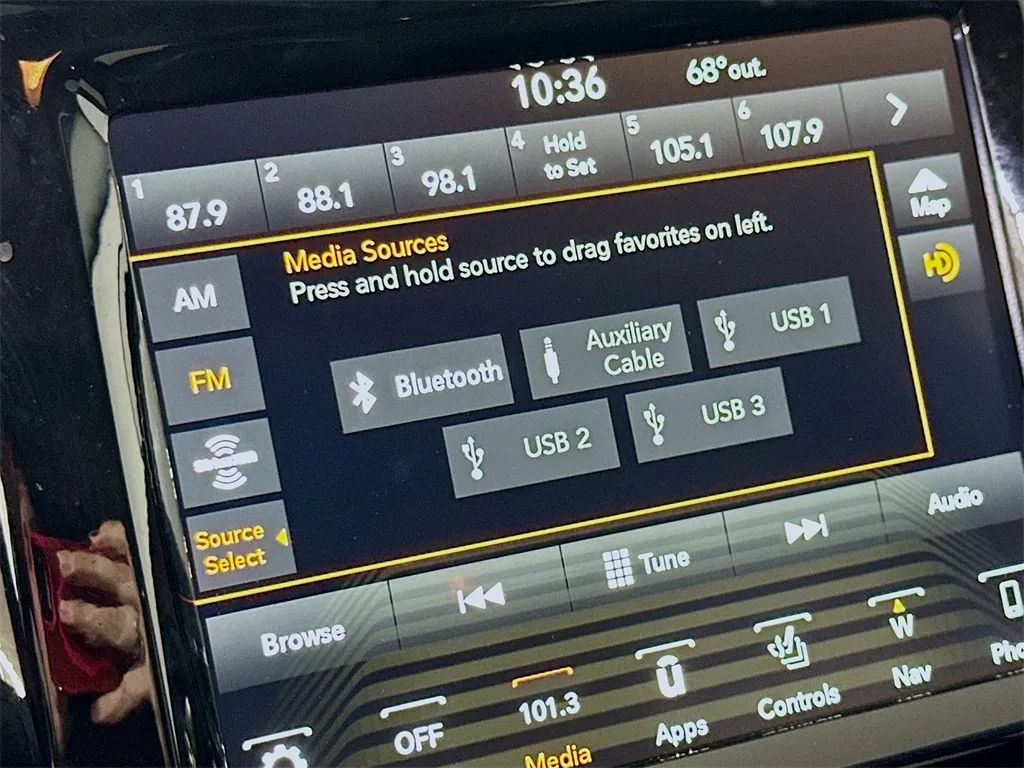 10:36
68° out.
1
87.9
2
88.1
3
98.1
4
Hold
to Set
5
105.1
6
107.9
Media Sources
Press and hold source to drag favorites on left.
Map
HD
AM
FM
Source
Select
Bluetooth
Auxiliary
Cable
USB 1
USB 2
USB 3
Browse
Tune
Audio
OFF
101.3
Media
u
Apps
Controls
W
Nav
Pho